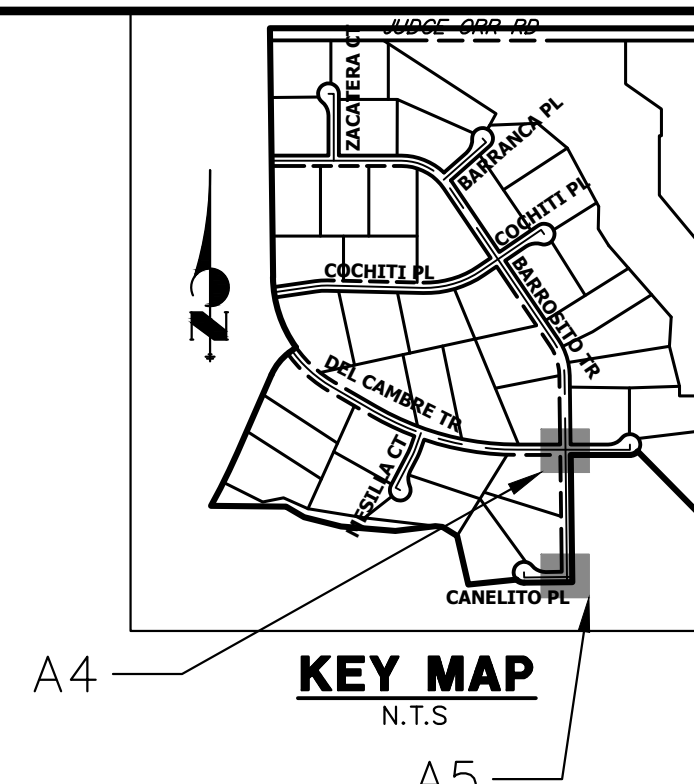 JUDGE ORR RD
ZACATERA CT
BARRANCA PL
COCHITI PL
COCHITI PL
BARROSITO TR
N
DEL CAMBRE TR
MESILLA CT
CANELITO PL
A4
KEY MAP
N.T.S
A5